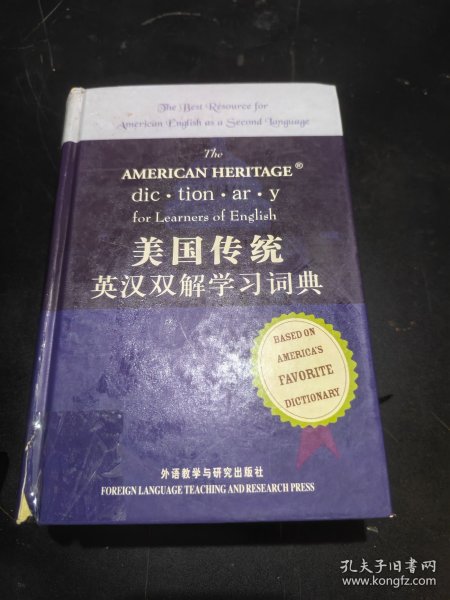 The Best Resource for
American English as a Second Language
The
AMERICAN HERITAGE®
dic • tion • ar • y
for Learners of English
美国传统
英汉双解学习词典
BASED ON
AMERICA'S
FAVORITE
DICTIONARY
外语教学与研究出版社
FOREIGN LANGUAGE TEACHING AND RESEARCH PRESS
孔夫子旧书网
www.kongfz.com